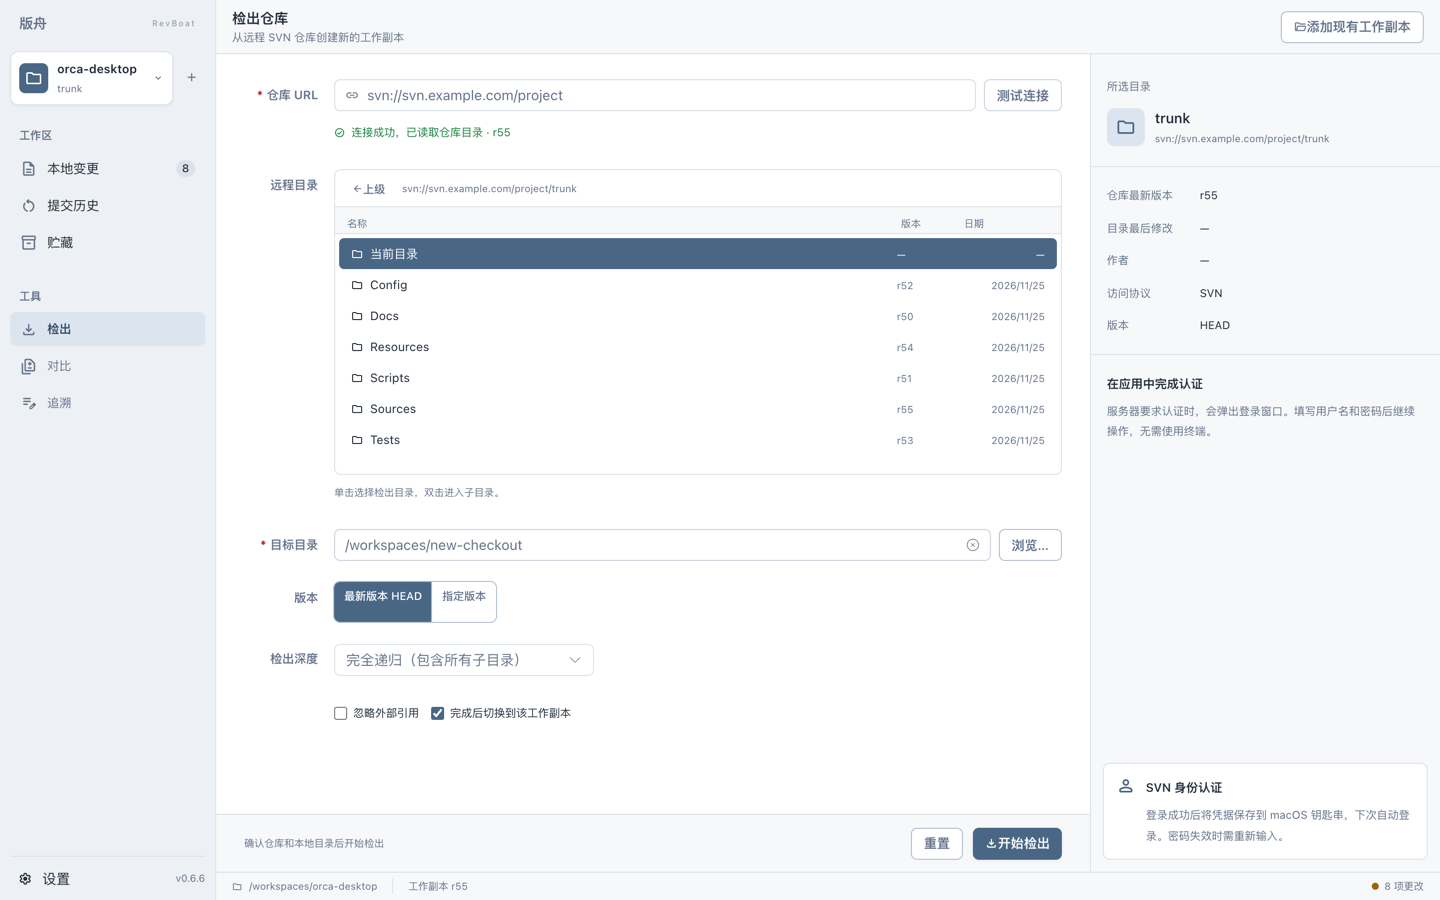 版舟
RevBoat
orca-desktop
trunk
工作区
本地变更
8
提交历史
贮藏
工具
检出
对比
追溯
设置
v0.6.6
检出仓库
从远程 SVN 仓库创建新的工作副本
添加现有工作副本
* 仓库 URL
svn://svn.example.com/project
测试连接
连接成功，已读取仓库目录 · r55
远程目录
上级
svn://svn.example.com/project/trunk
名称 版本 日期
当前目录 — —
Config r52 2026/11/25
Docs r50 2026/11/25
Resources r54 2026/11/25
Scripts r51 2026/11/25
Sources r55 2026/11/25
Tests r53 2026/11/25
单击选择检出目录，双击进入子目录。
* 目标目录
/workspaces/new-checkout
浏览...
版本
最新版本 HEAD
指定版本
检出深度
完全递归（包含所有子目录）
忽略外部引用
完成后切换到该工作副本
确认仓库和本地目录后开始检出
重置
开始检出
所选目录
trunk
svn://svn.example.com/project/trunk
仓库最新版本 r55
目录最后修改 —
作者 —
访问协议 SVN
版本 HEAD
在应用中完成认证
服务器要求认证时，会弹出登录窗口。填写用户名和密码后继续
操作，无需使用终端。
SVN 身份认证
登录成功后将凭据保存到 macOS 钥匙串，下次自动登
录。密码失效时需重新输入。
/workspaces/orca-desktop
工作副本 r55
8 项更改